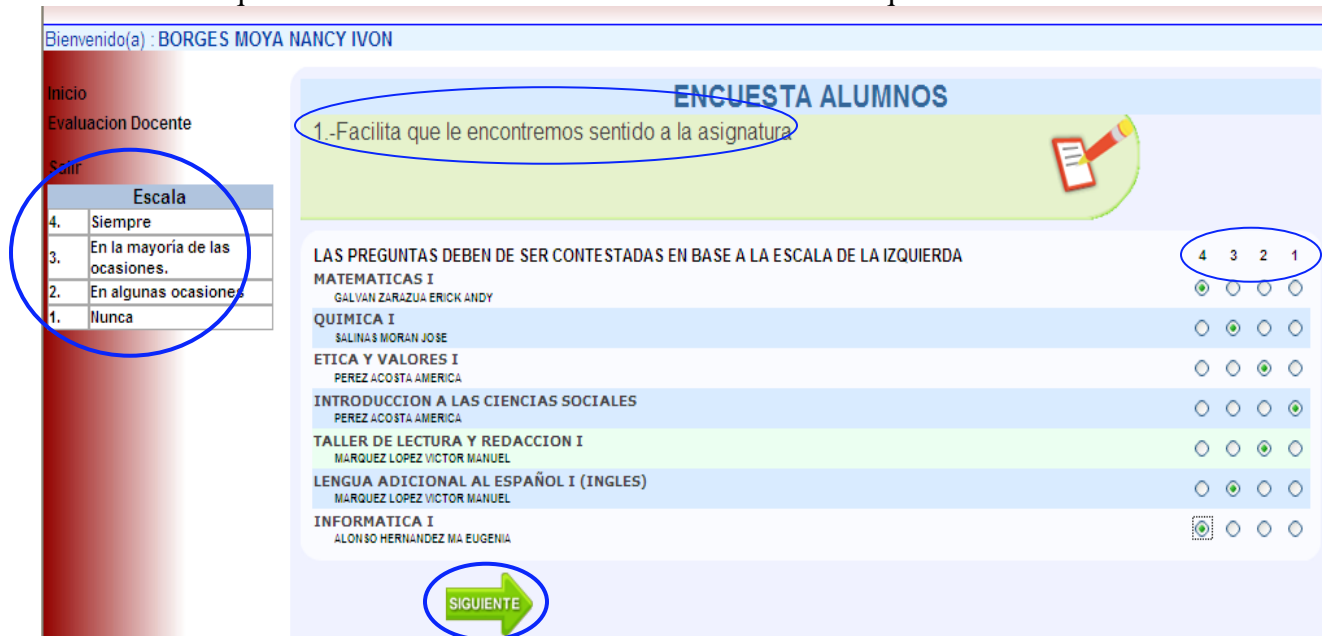 Bienvenido(a) : BORGES MOYA NANCY IVON
Inicio
Evaluacion Docente
Salir
Escala
4. Siempre
3. En la mayoría de las ocasiones.
2. En algunas ocasiones
1. Nunca
ENCUESTA ALUMNOS
1.-Facilita que le encontremos sentido a la asignatura
LAS PREGUNTAS DEBEN DE SER CONTESTADAS EN BASE A LA ESCALA DE LA IZQUIERDA 4 3 2 1
MATEMATICAS I
GALVAN ZARAZUA ERICK ANDY
QUIMICA I
SALINAS MORAN JOSE
ETICA Y VALORES I
PEREZ ACOSTA AMERICA
INTRODUCCION A LAS CIENCIAS SOCIALES
PEREZ ACOSTA AMERICA
TALLER DE LECTURA Y REDACCION I
MARQUEZ LOPEZ VICTOR MANUEL
LENGUA ADICIONAL AL ESPAÑOL I (INGLES)
MARQUEZ LOPEZ VICTOR MANUEL
INFORMATICA I
ALONSO HERNANDEZ MA EUGENIA
SIGUIENTE